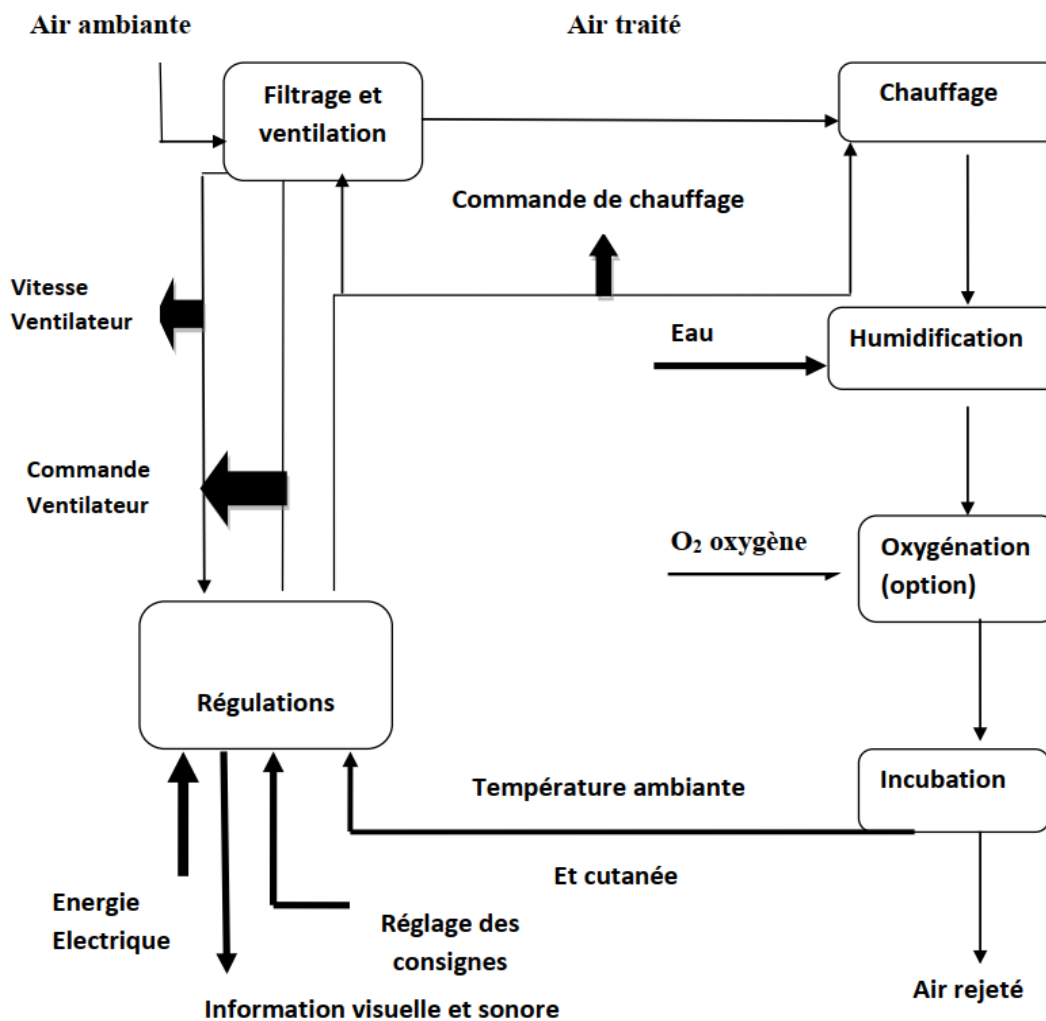 Air ambiante
Air traité
Filtrage et
ventilation
Chauffage
Commande de chauffage
Vitesse
Ventilateur
Eau
Humidification
Commande
Ventilateur
O₂ oxygène
Oxygénation
(option)
Régulations
Température ambiante
Incubation
Et cutanée
Energie
Electrique
Réglage des
consignes
Air rejeté
Information visuelle et sonore